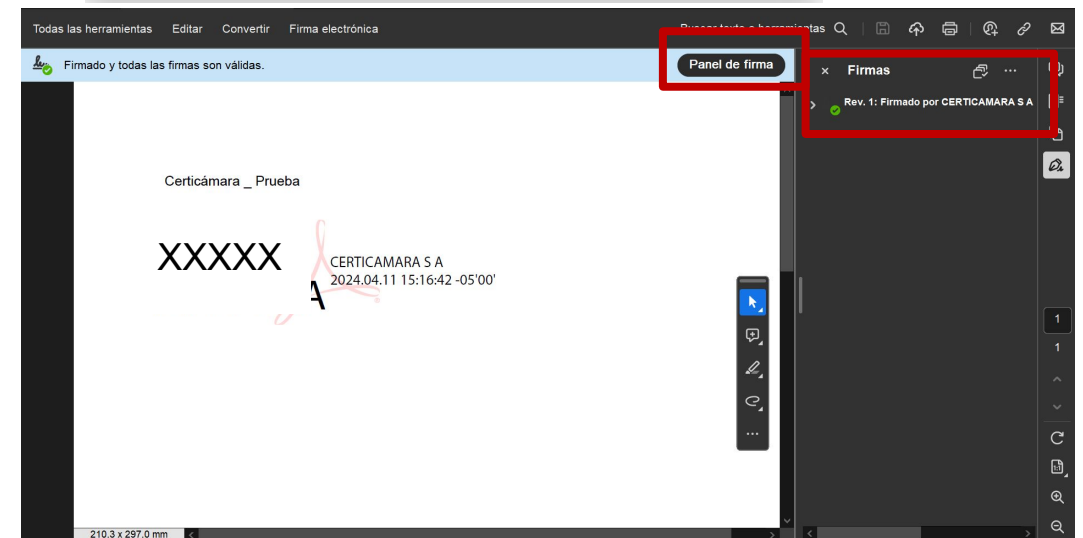 Todas las herramientas Editar Convertir Firma electrónica
Firmado y todas las firmas son válidas.
Panel de firma
Firmas
Rev. 1: Firmado por CERTICAMARA S A
Certicámara _ Prueba
XXXXX
CERTICAMARA S A
2024.04.11 15:16:42 -05'00'
A
1
1
210.3 x 297.0 mm